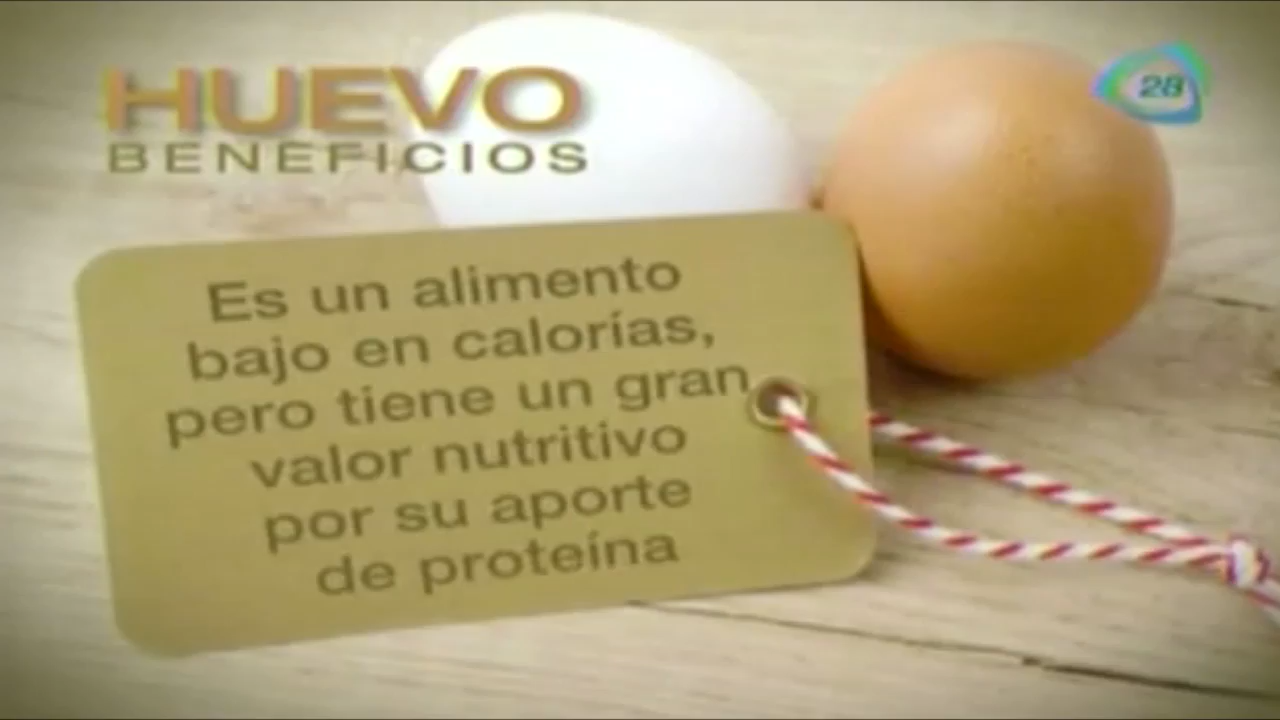 HUEVO
BENEFICIOS
28
Es un alimento
bajo en calorías,
pero tiene un gran
valor nutritivo
por su aporte
de proteína